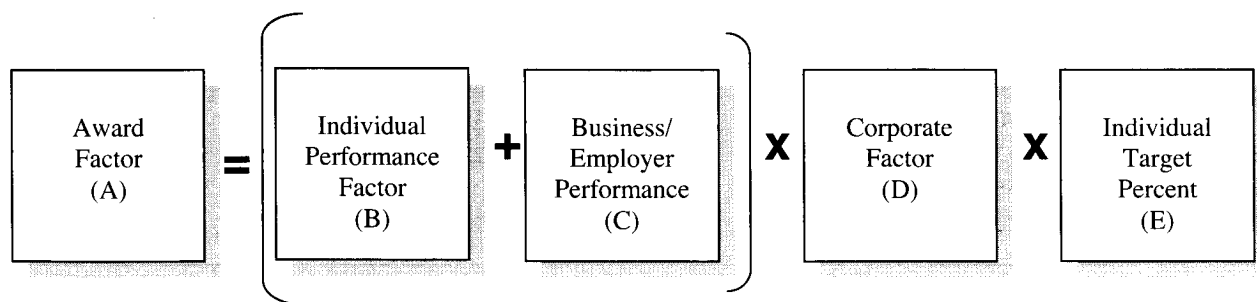 Award
Factor
(A)
=
Individual
Performance
Factor
(B)
+
Business/
Employer
Performance
(C)
X
Corporate
Factor
(D)
X
Individual
Target
Percent
(E)